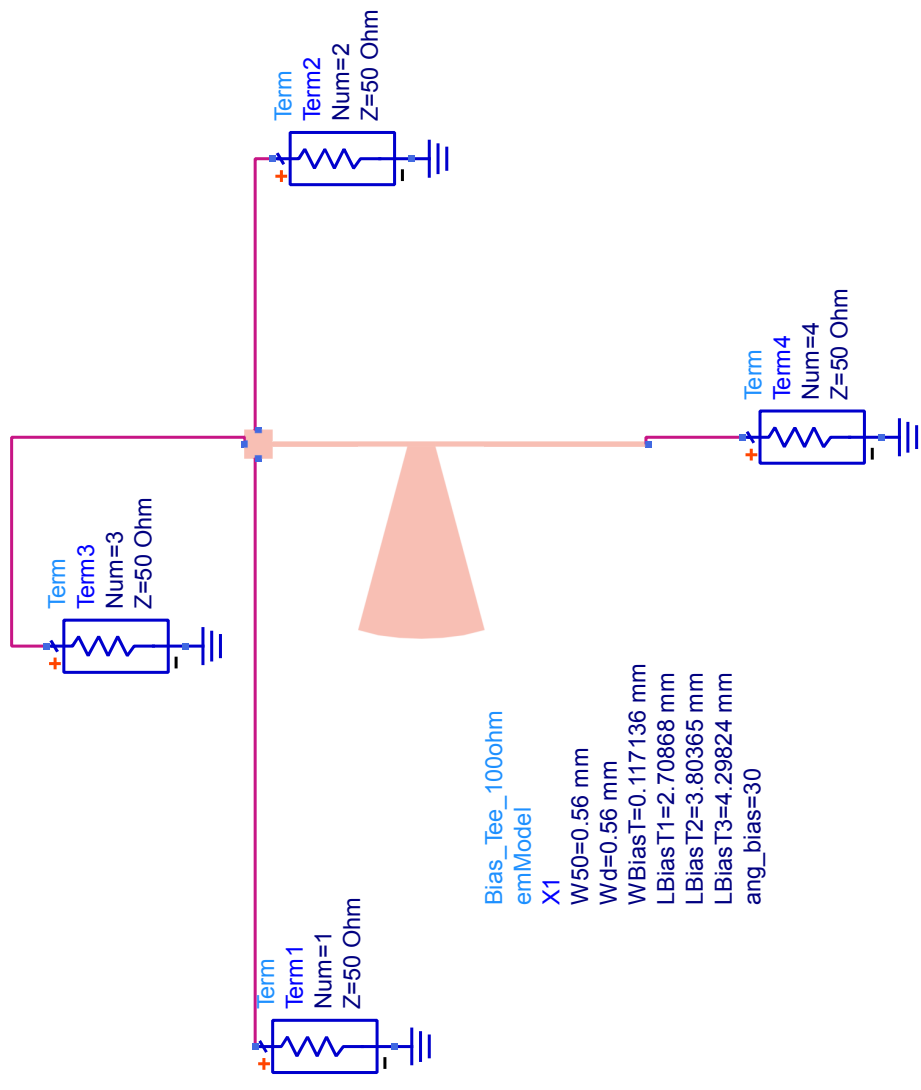 Term
Term2
Num=2
Z=50 Ohm
+
–
Term
Term3
Num=3
Z=50 Ohm
+
–
Term
Term4
Num=4
Z=50 Ohm
+
–
Term
Term1
Num=1
Z=50 Ohm
+
–
Bias_Tee_100ohm
emModel
X1
W50=0.56 mm
Wd=0.56 mm
WBiasT=0.117136 mm
LBiasT1=2.70868 mm
LBiasT2=3.80365 mm
LBiasT3=4.29824 mm
ang_bias=30